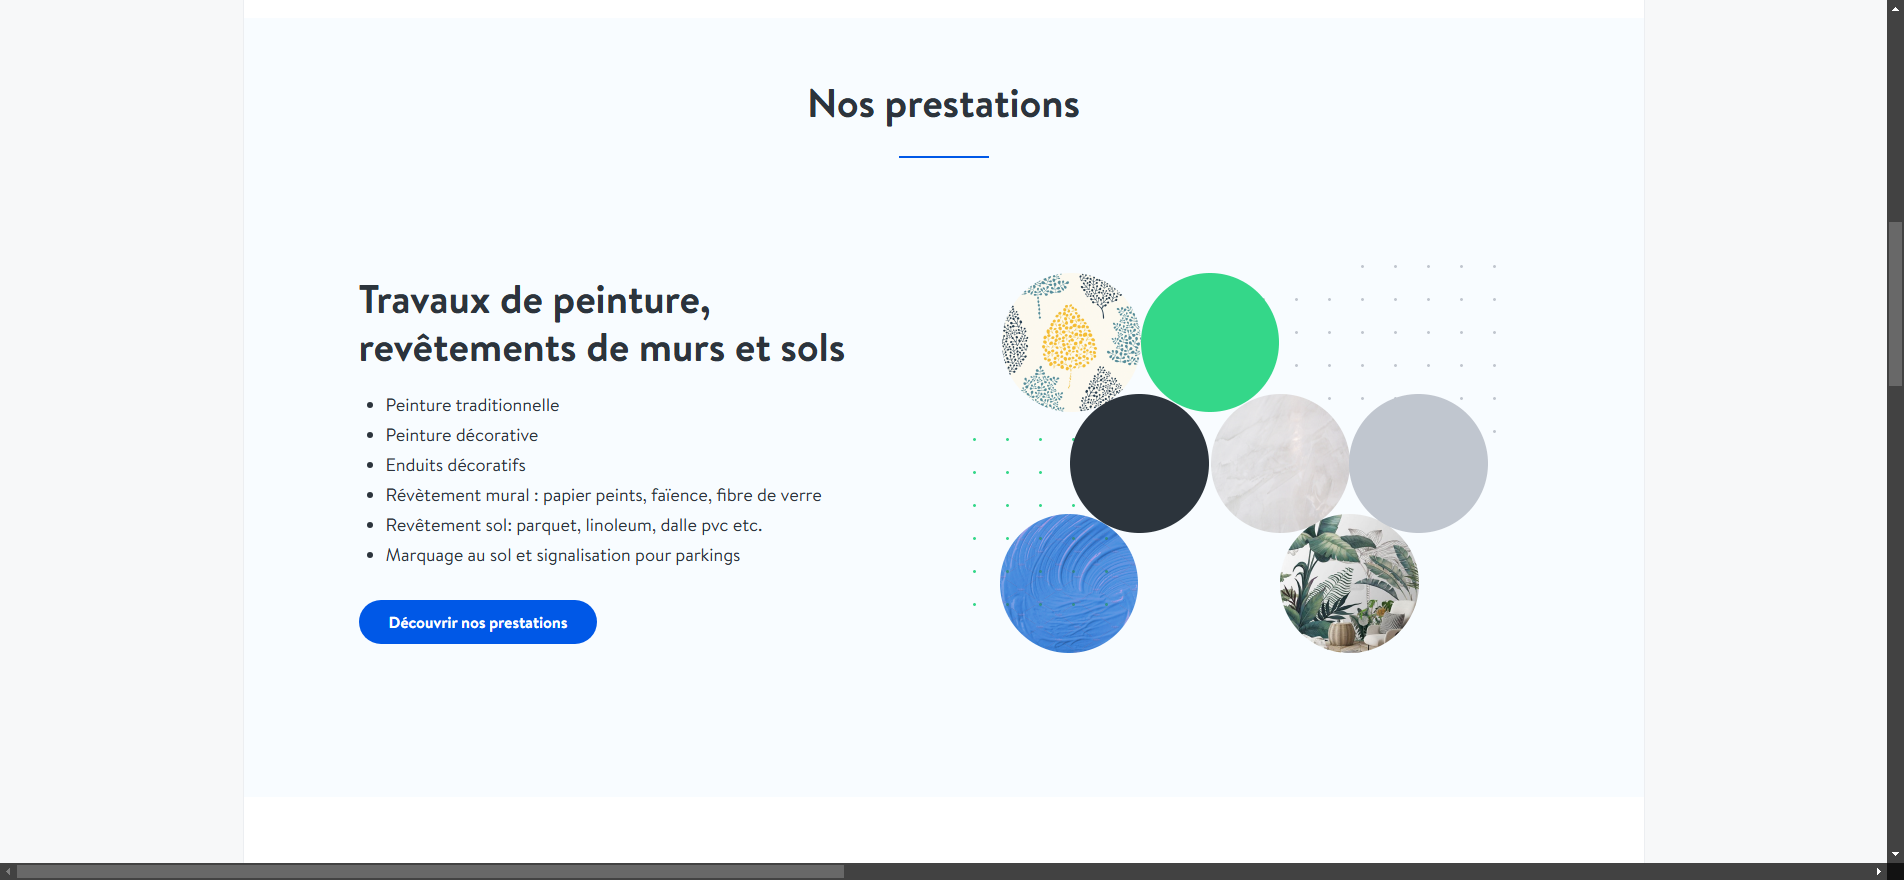 Nos prestations
Travaux de peinture,
revêtements de murs et sols
Peinture traditionnelle
Peinture décorative
Enduits décoratifs
Révètement mural : papier peints, faïence, fibre de verre
Revêtement sol: parquet, linoleum, dalle pvc etc.
Marquage au sol et signalisation pour parkings
Découvrir nos prestations